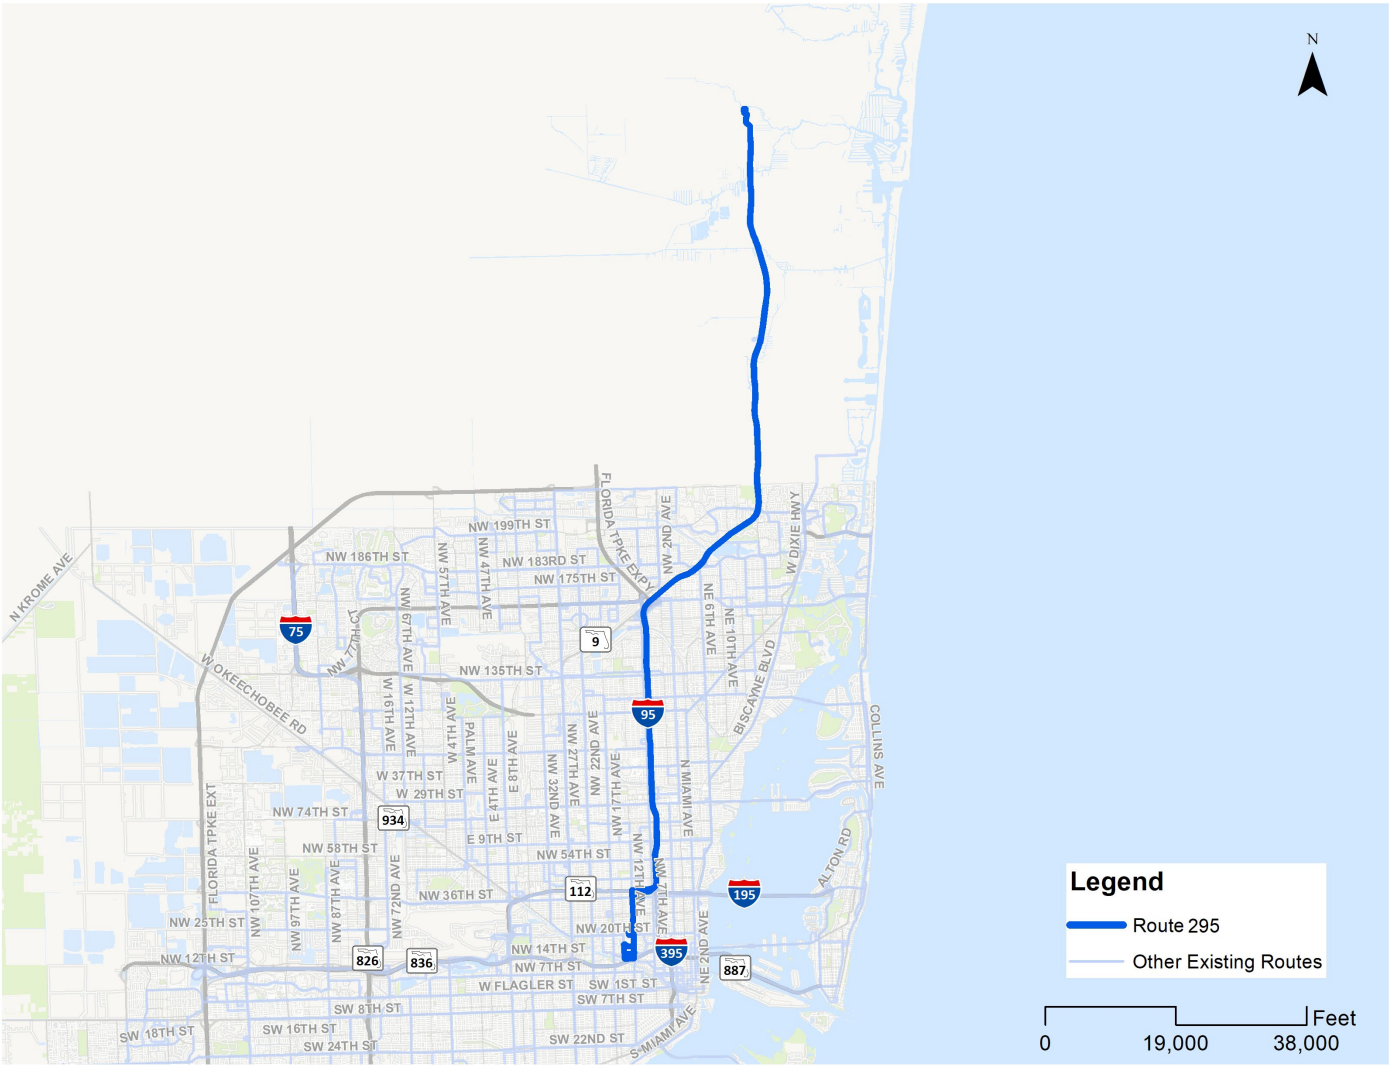 N
NW 199TH ST
FLORIDA TPKE EXPY
NW 2ND AVE
W DIXIE HWY
N KROME AVE
NW 186TH ST
NW 57TH AVE
NW 47TH AVE
NW 183RD ST
NW 175TH ST
NE 6TH AVE
NE 10TH AVE
75
NW 77TH CT
NW 67TH AVE
9
W OKEECHOBEE RD
NW 135TH ST
BISCAYNE BLVD
W 16TH AVE
W 12TH AVE
W 4TH AVE
PALM AVE
E 4TH AVE
E 8TH AVE
NW 32ND AVE
NW 27TH AVE
NW 22ND AVE
NW 17TH AVE
95
N MIAMI AVE
COLLINS AVE
W 37TH ST
W 29TH ST
FLORIDA TPKE EXT
NW 74TH ST
934
E 9TH ST
NW 58TH ST
NW 54TH ST
NW 12TH AVE
NW 7TH AVE
ALTON RD
NW 107TH AVE
NW 97TH AVE
NW 87TH AVE
NW 72ND AVE
NW 36TH ST
112
195
NW 25TH ST
NW 20TH ST
NE 2ND AVE
NW 12TH ST
826
836
NW 14TH ST
NW 7TH ST
395
887
W FLAGLER ST
SW 1ST ST
SW 7TH ST
SW 8TH ST
SW 18TH ST
SW 16TH ST
SW 24TH ST
SW 22ND ST
S MIAMI AVE
Legend
Route 295
Other Existing Routes
Feet
0
19,000
38,000